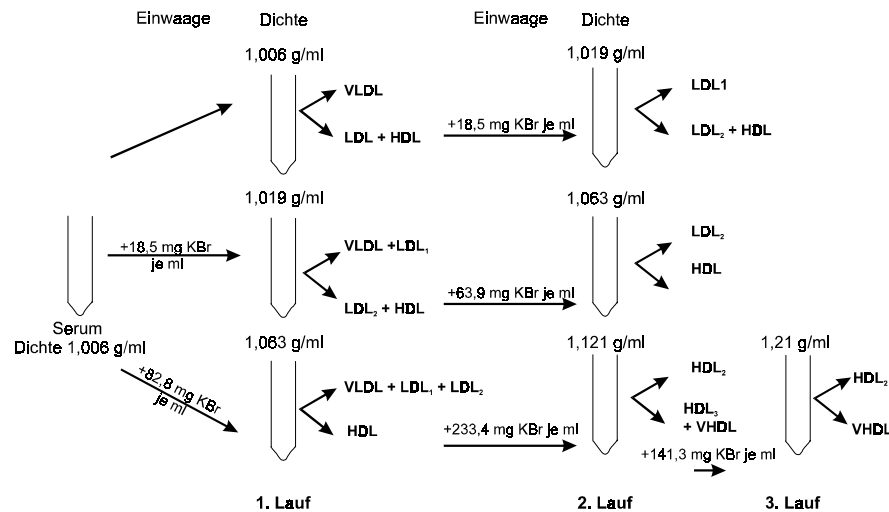 Einwaage Dichte Einwaage Dichte
1,006 g/ml 1,019 g/ml
VLDL
LDL + HDL
+18,5 mg KBr je ml
LDL1
LDL₂ + HDL
1,019 g/ml 1,063 g/ml
+18,5 mg KBr
je ml
VLDL +LDL₁
LDL₂ + HDL
+63,9 mg KBr je ml
LDL₂
HDL
Serum
Dichte 1,006 g/ml
1,063 g/ml 1,121 g/ml 1,21 g/ml
+82,8 mg KBr
je ml
VLDL + LDL₁ + LDL₂
HDL
+233,4 mg KBr je ml
HDL₂
HDL₃
+ VHDL
+141,3 mg KBr je ml
HDL₂
VHDL
1. Lauf 2. Lauf 3. Lauf